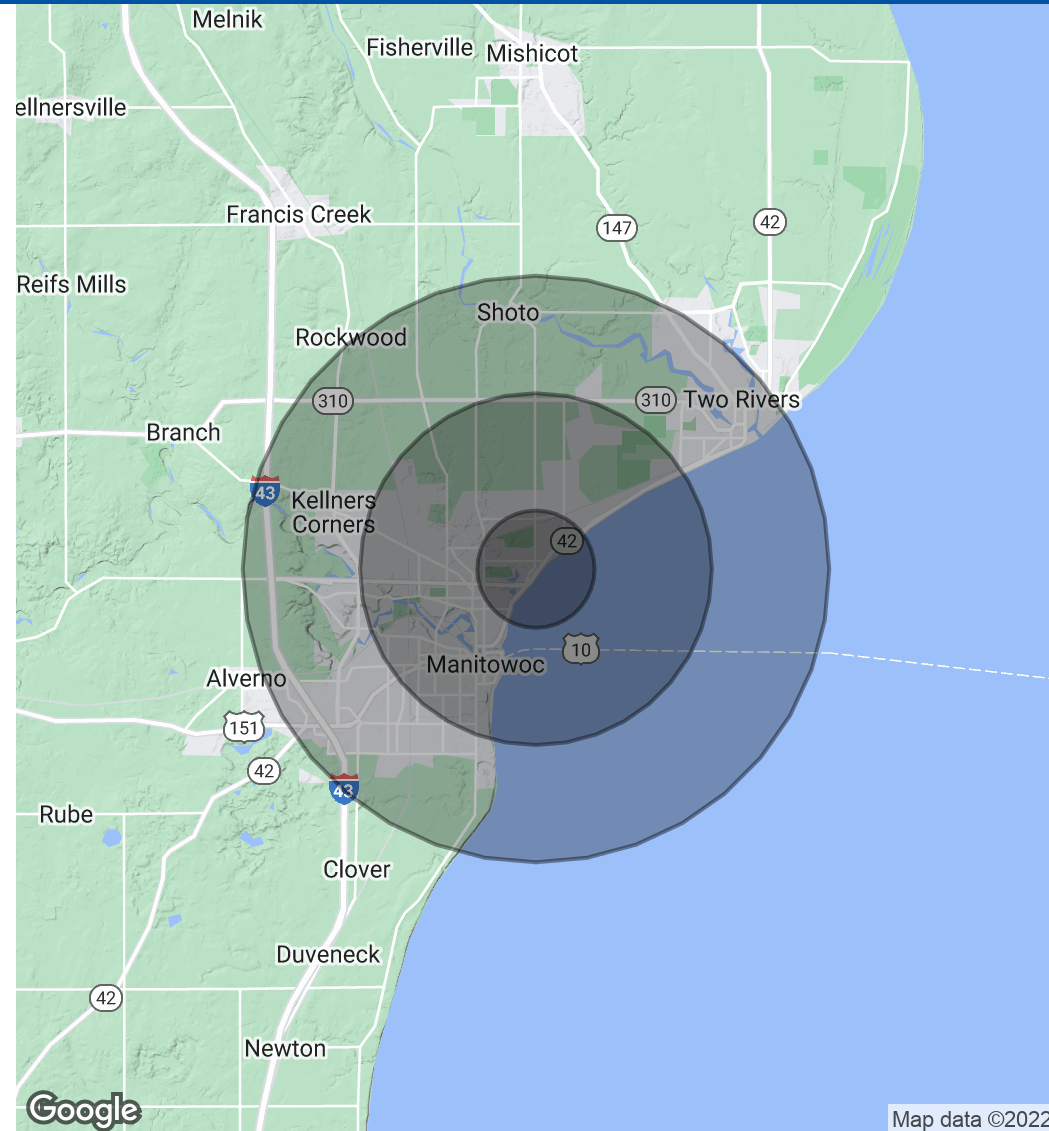 Melnik
Fisherville
Mishicot
ellnersville
Francis Creek
147
42
Reifs Mills
Shoto
Rockwood
310
310
Two Rivers
Branch
43
Kellners
Corners
42
10
Manitowoc
Alverno
151
42
43
Rube
Clover
Duveneck
42
Newton
Google
Map data ©2022